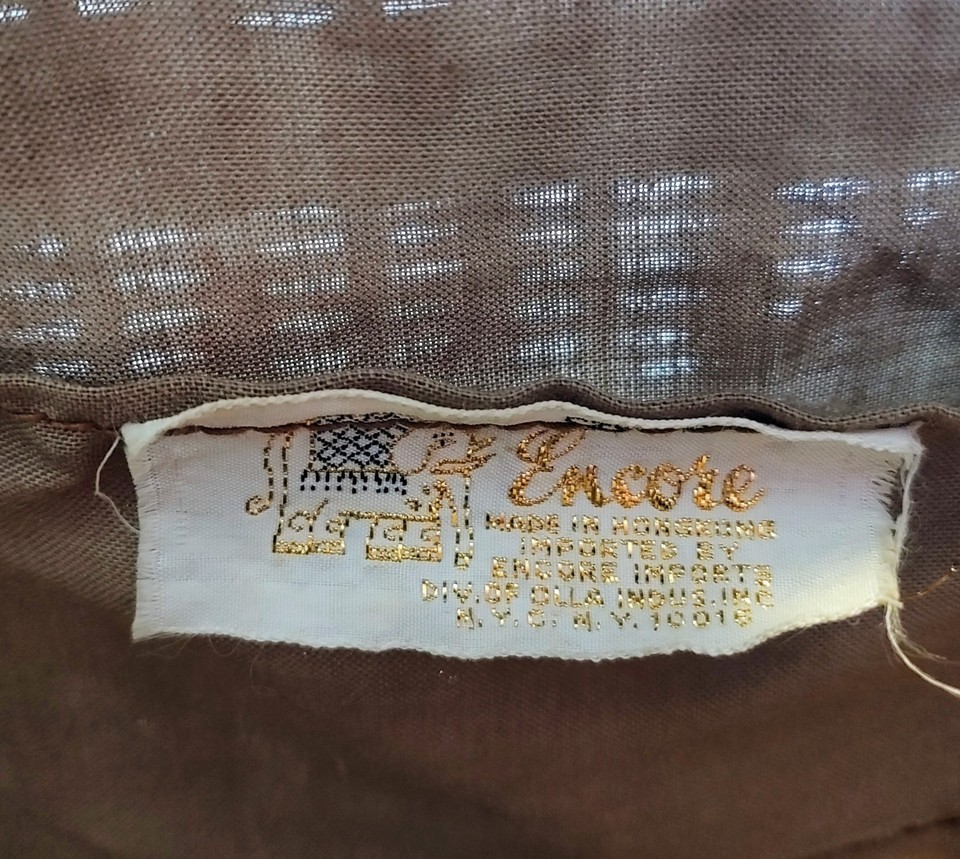 Encore
MADE IN HONGKONG
IMPORTED BY
ENCORE IMPORTS
DIV. OF OLLA INDUS. INC
N. Y. C. N. Y. 10016